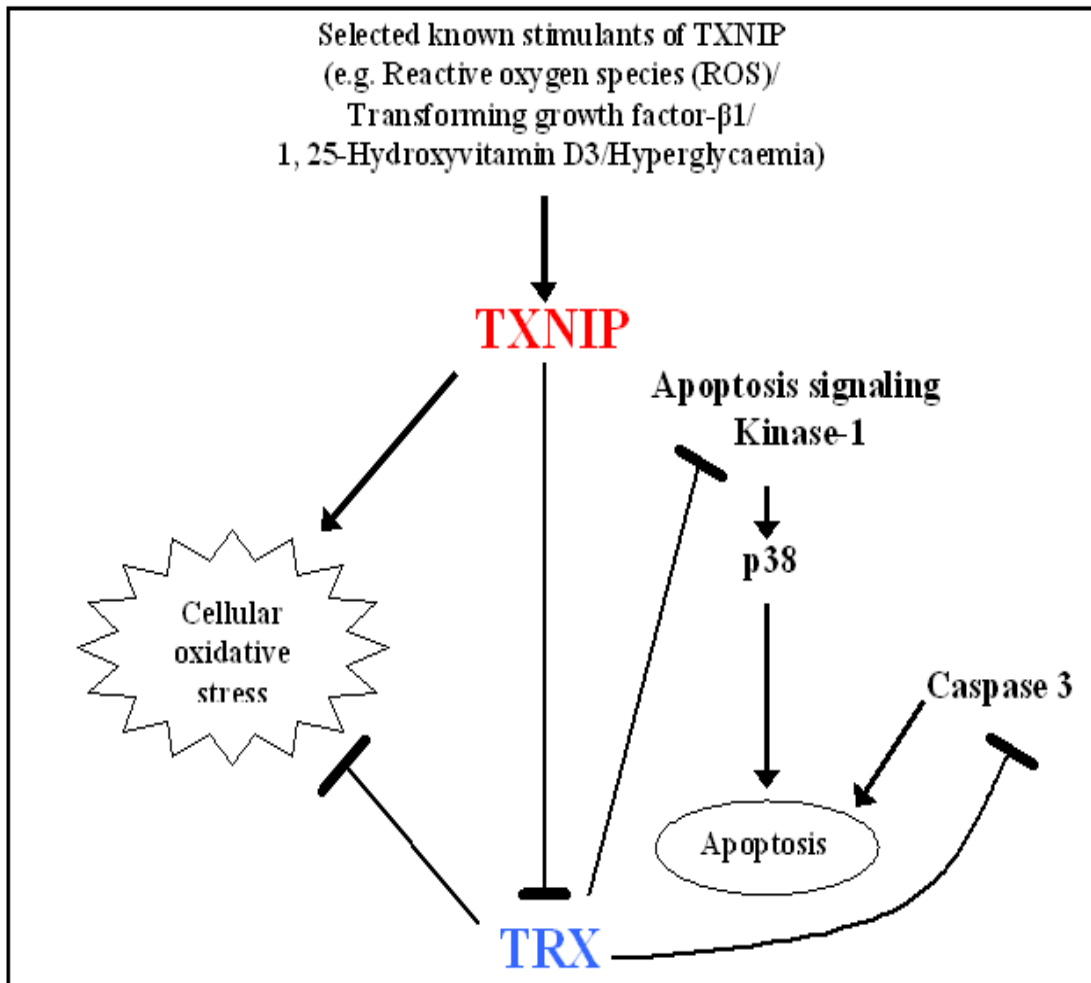 Selected known stimulants of TXNIP
(e.g. Reactive oxygen species (ROS)/
Transforming growth factor-β1/
1, 25-Hydroxyvitamin D3/Hyperglycaemia)
TXNIP
Apoptosis signaling
Kinase-1
p38
Cellular
oxidative
stress
Caspase 3
Apoptosis
TRX